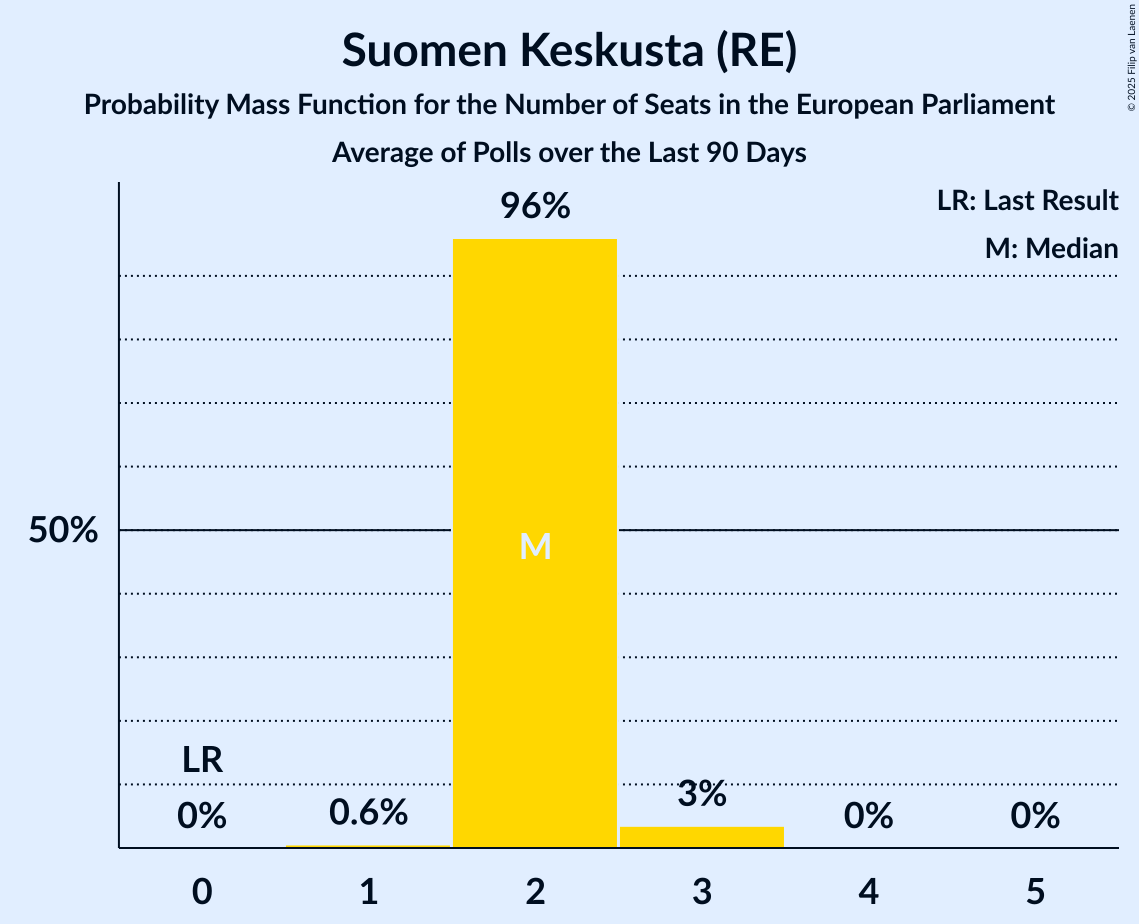 Suomen Keskusta (RE)
Probability Mass Function for the Number of Seats in the European Parliament
Average of Polls over the Last 90 Days
© 2025 Filip van Laenen
LR: Last Result
M: Median
96%
50%
M
LR
0%
0.6%
3%
0%
0%
0
1
2
3
4
5